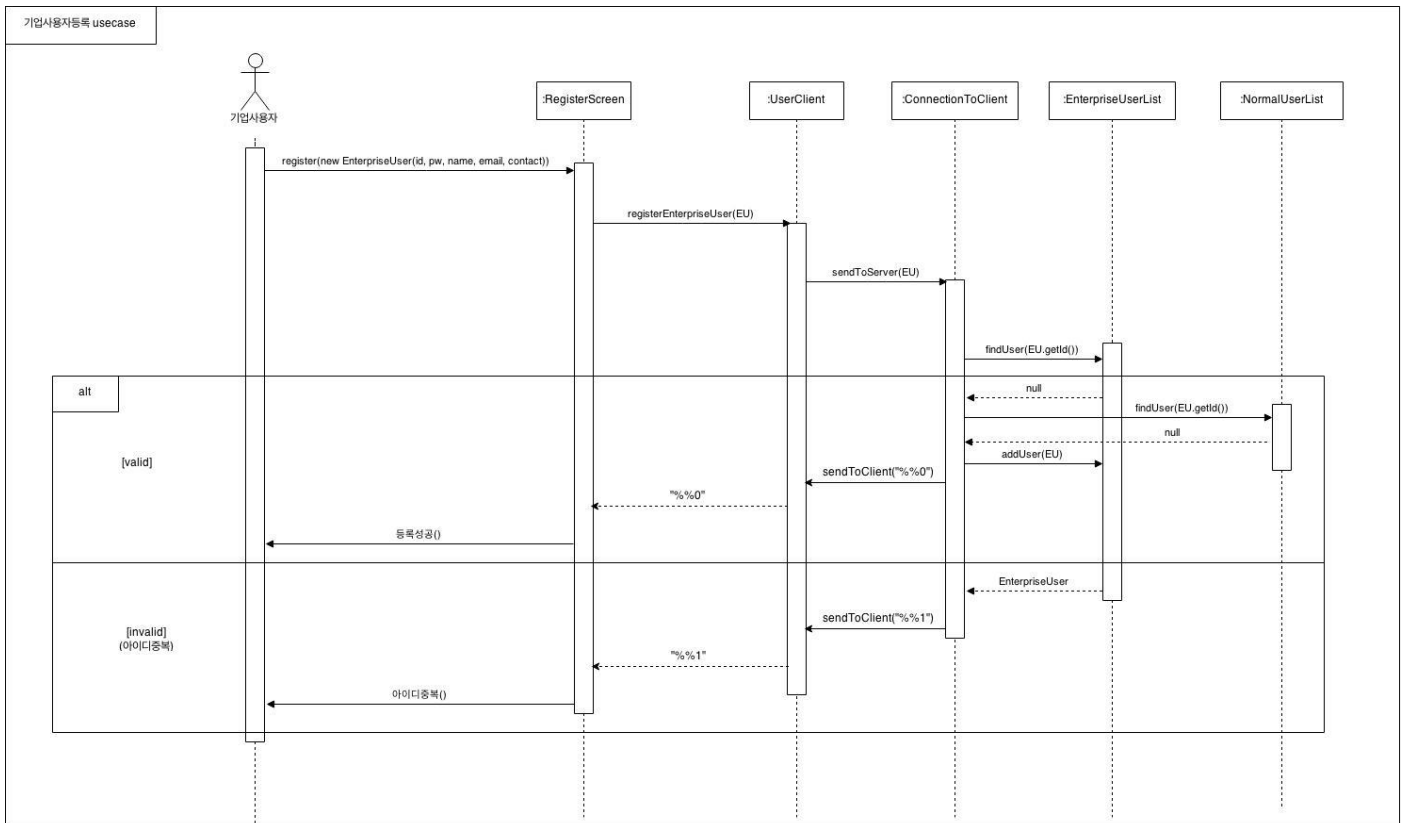 기업사용자등록 usecase
기업사용자
:RegisterScreen
:UserClient
:ConnectionToClient
:EnterpriseUserList
:NormalUserList
register(new EnterpriseUser(id, pw, name, email, contact))
registerEnterpriseUser(EU)
sendToServer(EU)
findUser(EU.getId())
alt
null
findUser(EU.getId())
null
[valid]
addUser(EU)
sendToClient("%%0")
"%%0"
등록성공()
EnterpriseUser
sendToClient("%%1")
[invalid]
(아이디중복)
"%%1"
아이디중복()